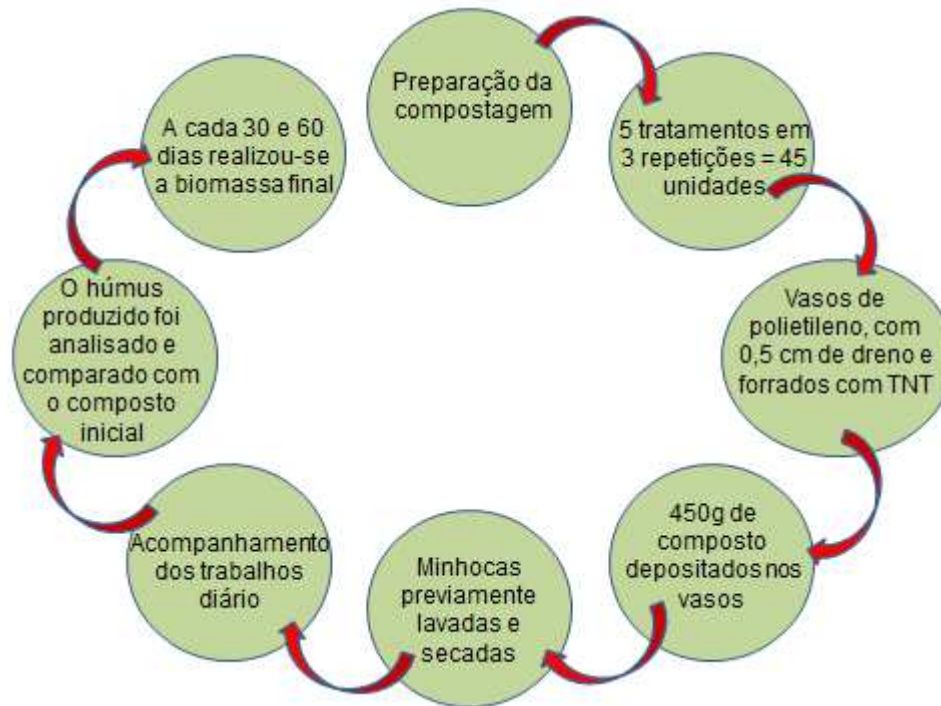 Preparação da
compostagem
5 tratamentos em
3 repetições = 45
unidades
Vasos de
polietileno, com
0,5 cm de dreno e
forrados com TNT
450g de
composto
depositados nos
vasos
Minhocas
previamente
lavadas e
secadas
Acompanhamento
dos trabalhos
diário
O húmus
produzido foi
analisado e
comparado com
o composto
inicial
A cada 30 e 60
dias realizou-se
a biomassa final